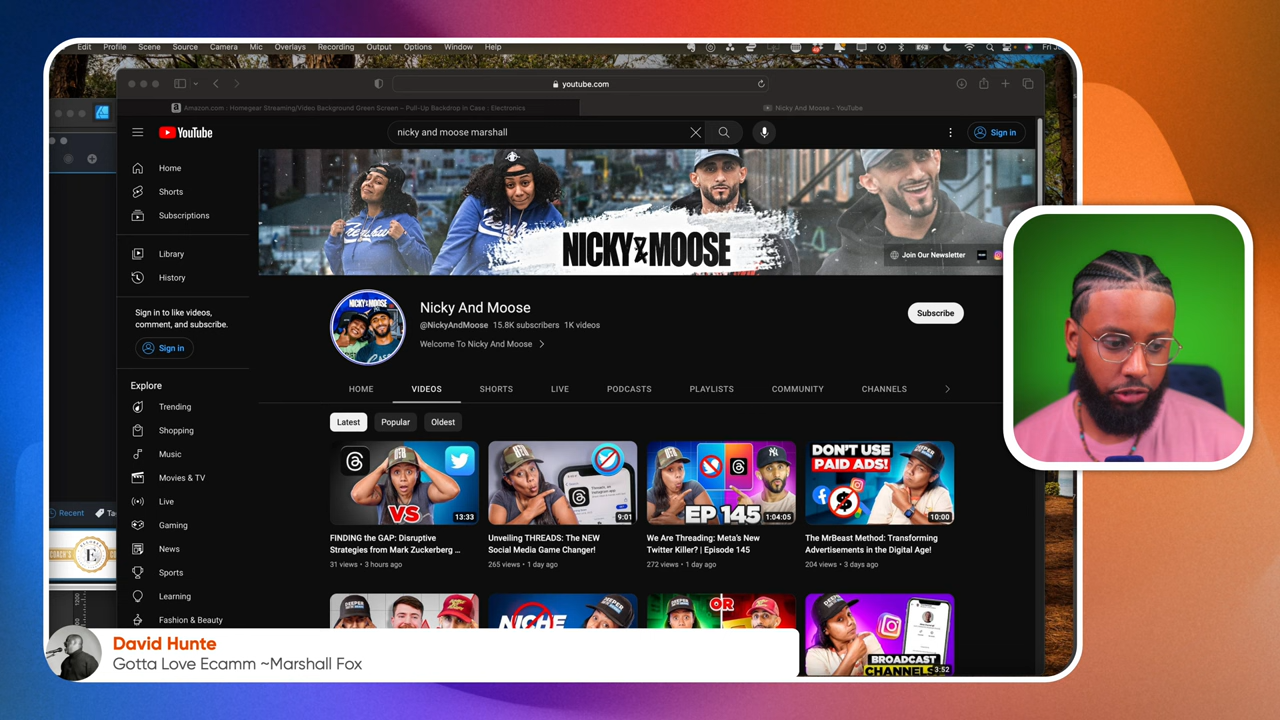 Edit Profile Scene Source Camera Mic Overlays Recording Output Options Window Help
youtube.com
Amazon.com : Homegear Streaming/Video Background Green Screen – Pull-Up Backdrop In Case : Electronics
Nicky And Moose - YouTube
YouTube
nicky and moose marshall
Sign in
Home
Shorts
Subscriptions
Library
History
Sign in to like videos,
comment, and subscribe.
Sign in
Explore
Trending
Shopping
Music
Movies & TV
Live
Gaming
News
Sports
Learning
Fashion & Beauty
NICKY & MOOSE
Join Our Newsletter
NICKY & MOOSE
Nicky And Moose
@NickyAndMoose 15.8K subscribers 1K videos
Welcome To Nicky And Moose
Subscribe
HOME VIDEOS SHORTS LIVE PODCASTS PLAYLISTS COMMUNITY CHANNELS
Latest Popular Oldest
VS
13:33
FINDING the GAP: Disruptive
Strategies from Mark Zuckerberg ...
31 views • 3 hours ago
9:01
Unveiling THREADS: The NEW
Social Media Game Changer!
265 views • 1 day ago
EP 145
1:04:05
We Are Threading: Meta's New
Twitter Killer? | Episode 145
272 views • 1 day ago
DON'T USE
PAID ADS!
10:00
The MrBeast Method: Transforming
Advertisements in the Digital Age!
204 views • 3 days ago
NICHE
OR
BROADCAST
CHANNELS
3:52
Recent
COACH'S
E
David Hunte
Gotta Love Ecamm ~Marshall Fox